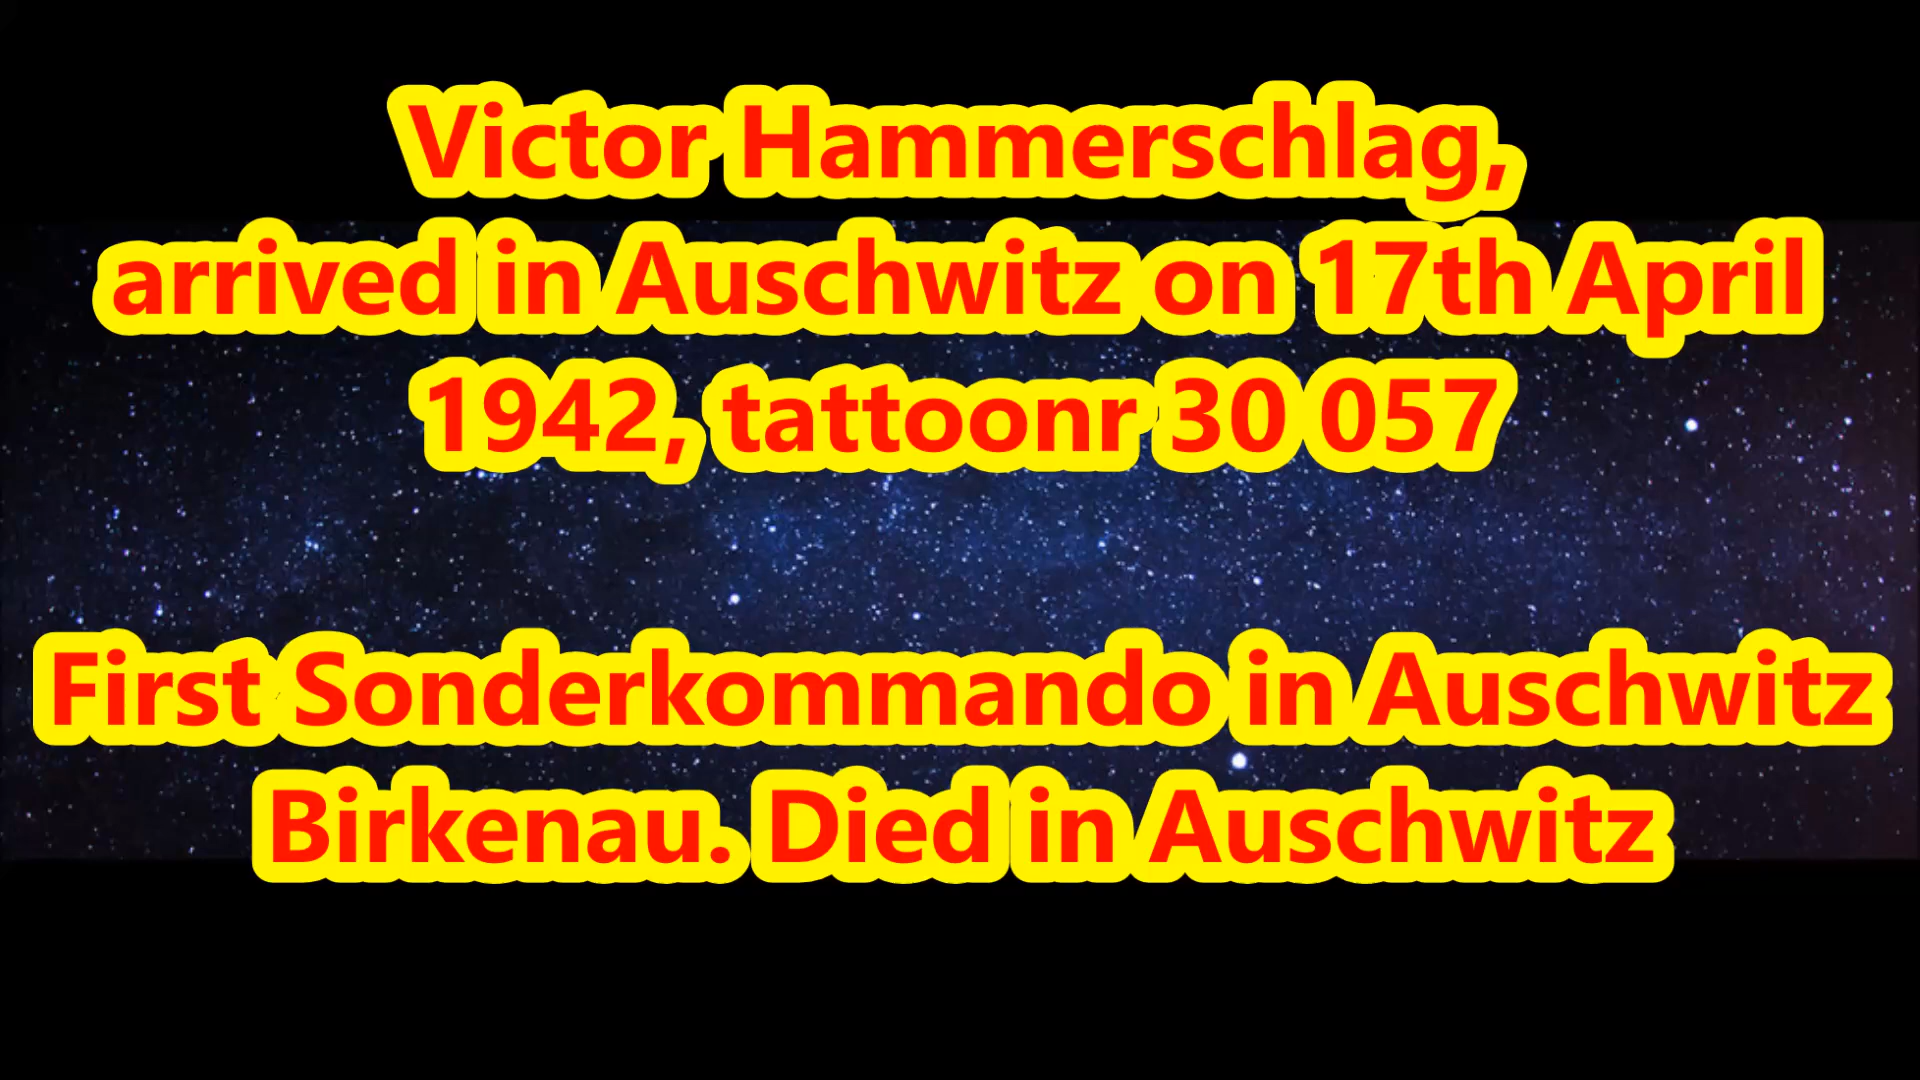 Victor Hammerschlag,
arrived in Auschwitz on 17th April
1942, tattoonr 30 057
First Sonderkommando in Auschwitz
Birkenau. Died in Auschwitz